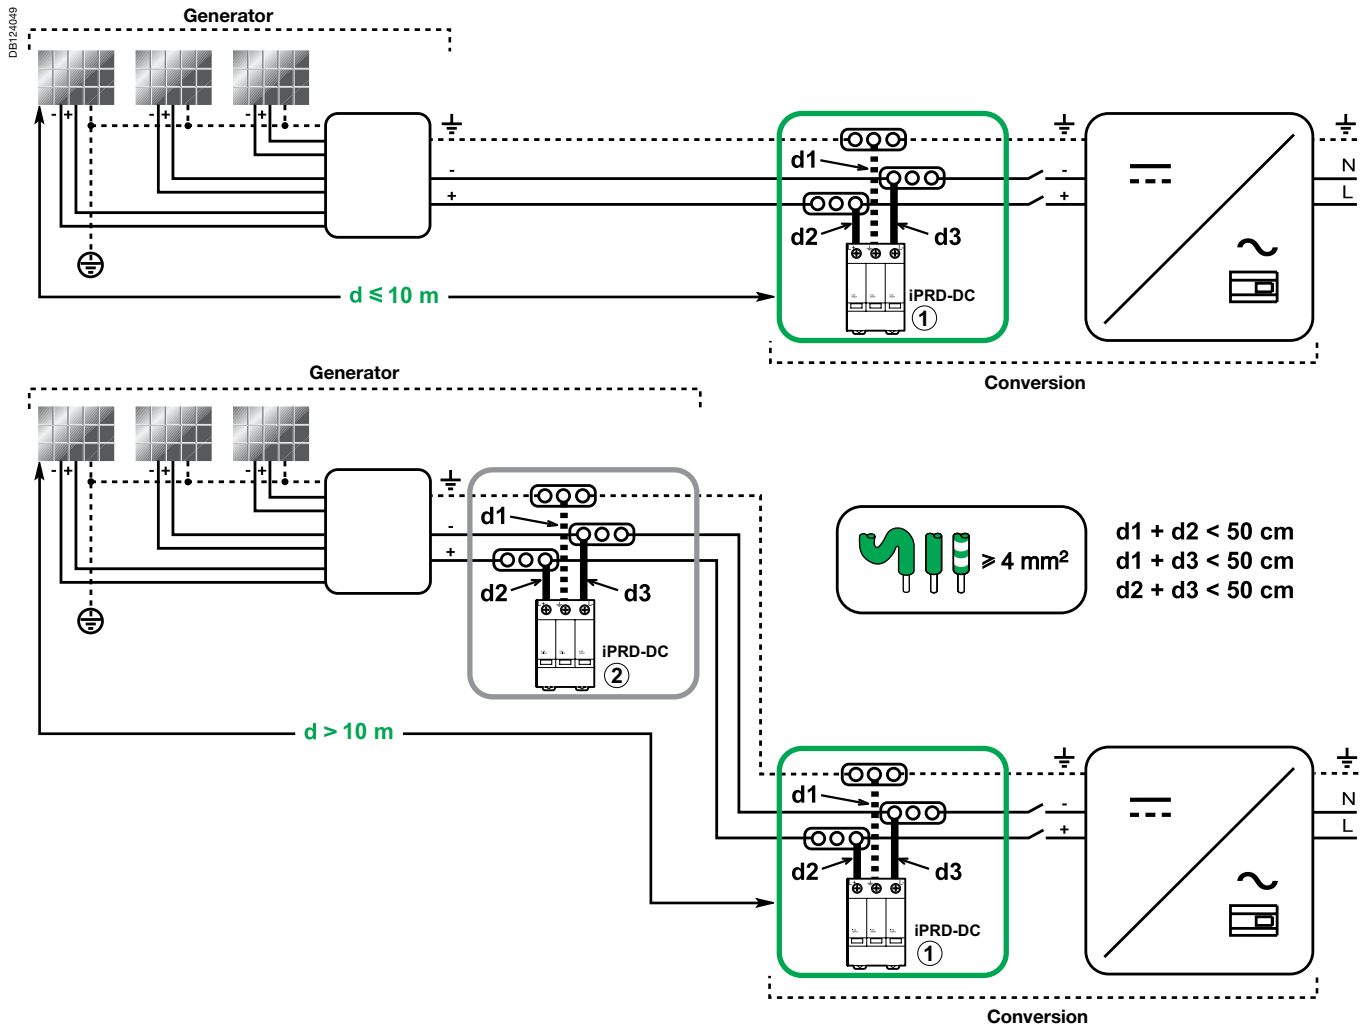 DB124049
Generator
- +
- +
- +
-
+
d1
d2
d3
iPRD-DC
1
d ≤ 10 m
-
+
N
L
Conversion
Generator
- +
- +
- +
-
+
d1
d2
d3
iPRD-DC
2
d > 10 m
≥ 4 mm²
d1 + d2 < 50 cm
d1 + d3 < 50 cm
d2 + d3 < 50 cm
d1
d2
d3
iPRD-DC
1
-
+
N
L
Conversion